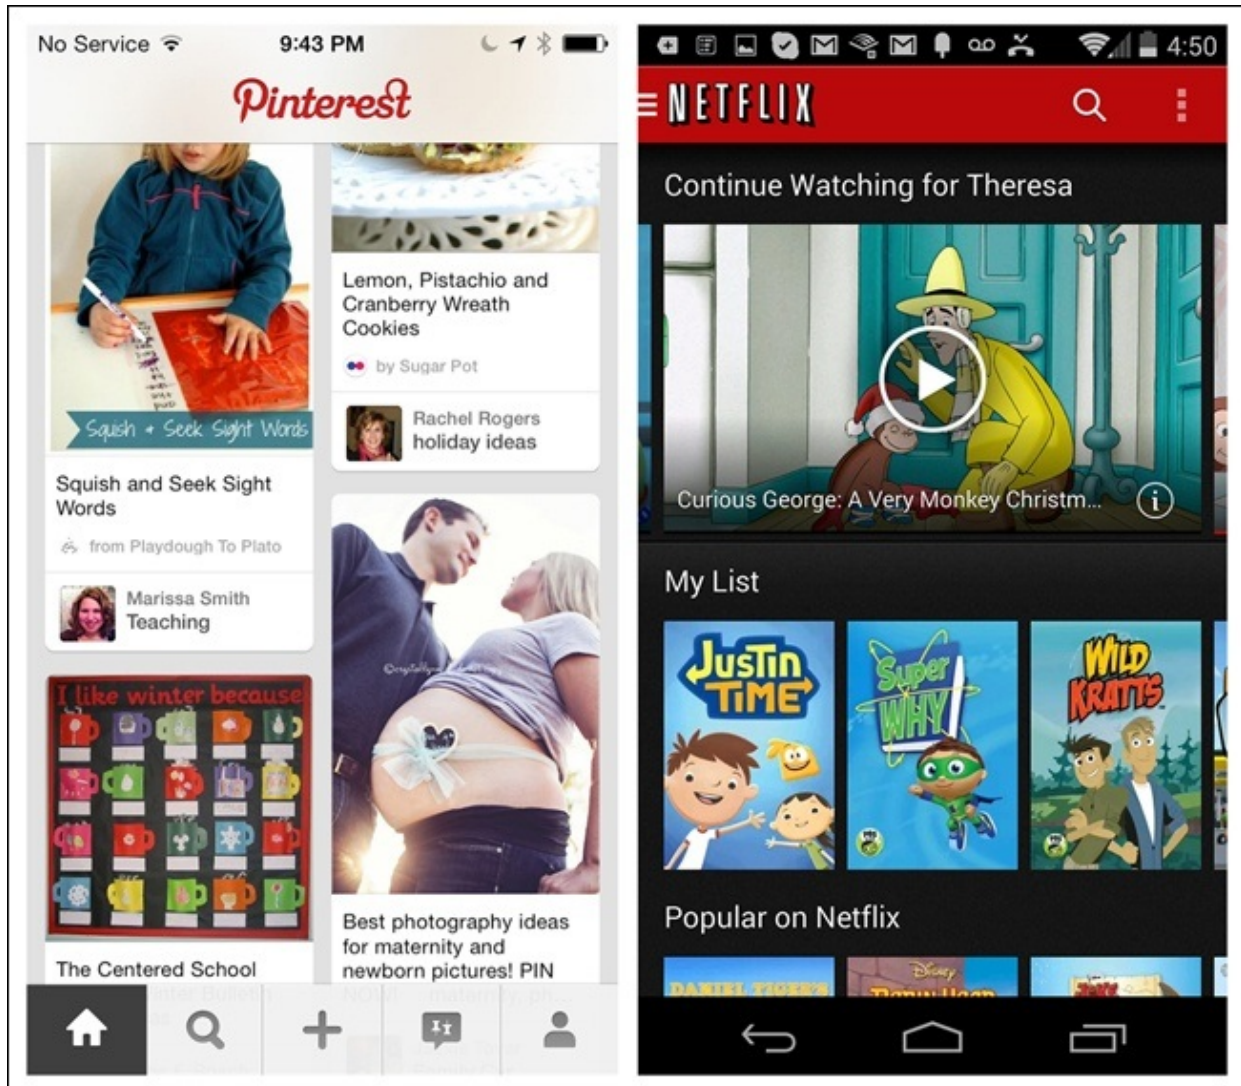 No Service
9:43 PM
Pinterest
Squish & Seek Sight Words
Squish and Seek Sight
Words
from Playdough To Plato
Marissa Smith
Teaching
I like winter because
The Centered School
Lemon, Pistachio and
Cranberry Wreath
Cookies
by Sugar Pot
Rachel Rogers
holiday ideas
Best photography ideas
for maternity and
newborn pictures! PIN
NOW!
4:50
NETFLIX
Continue Watching for Theresa
Curious George: A Very Monkey Christm...
My List
JUSTIN
TIME
Super
WHY
WILD
KRATTS
Popular on Netflix
DANIEL TIGER'S
DISNEY